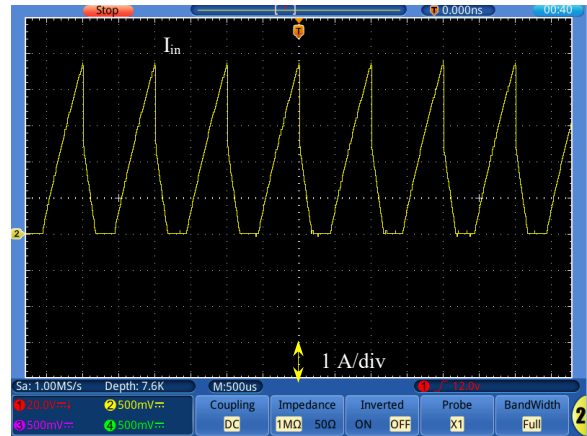 Stop
T 0.000ns
00:40
T
I_in
2
1 A/div
Sa: 1.00MS/s Depth: 7.6K M:500us 1 12.0v
1 20.0V 2 500mV
3 500mV 4 500mV
Coupling Impedance Inverted Probe BandWidth
DC 1MΩ 50Ω ON OFF X1 Full
2